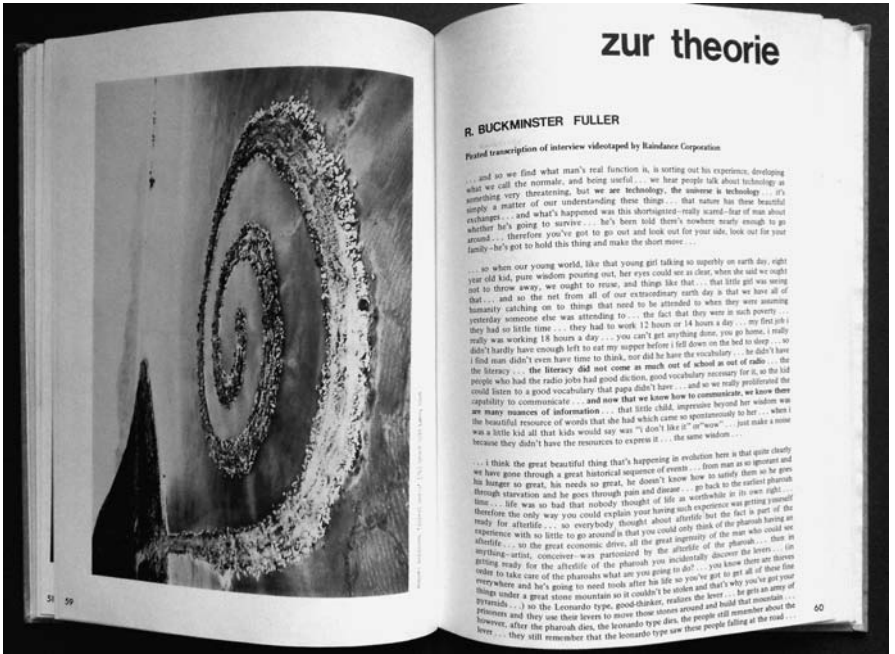 51 59
zur theorie
R. BUCKMINSTER FULLER
Pirated transcription of interview videotaped by Raindance Corporation
... and so we find what man's real function is, is sorting out his experience, developing
what we call the normale, and being useful ... we hear people talk about technology as
something very threatening, but we are technology, the universe is technology ... it's
simply a matter of our understanding these things ... that nature has these beautiful
exchanges ... and what's happened was this shortsighted–really scared–fear of man about
whether he's going to survive ... he's been told there's nowhere nearly enough to go
around ... therefore you've got to go out and look out for your side, look out for your
family–he's got to hold this thing and make the short move ...
... so when our young world, like that young girl talking so superbly on earth day, eight
year old kid, pure wisdom pouring out, her eyes could see as clear, when she said we ought
not to throw away, we ought to reuse, and things like that ... that little girl was seeing
that ... and so the net from all of our extraordinary earth day is that we have all of
humanity catching on to things that need to be attended to when they were assuming
yesterday someone else was attending to ... the fact that they were in such poverty ...
they had so little time ... they had to work 12 hours or 14 hours a day ... my first job i
really was working 18 hours a day ... you can't get anything done, you go home, i really
didn't hardly have enough left to eat my supper before i fell down on the bed to sleep ... so
i find man didn't even have time to think, nor did he have the vocabulary ... he didn't have
the literacy ... the literacy did not come as much out of school as out of radio ... the
people who had the radio jobs had good diction, good vocabulary necessary for it, so the kid
could listen to a good vocabulary that papa didn't have ... and so we really proliferated the
capability to communicate ... and now that we know how to communicate, we know there
are many nuances of information ... that little child, impressive beyond her wisdom was
the beautiful resource of words that she had which came so spontaneously to her ... when i
was a little kid all that kids would say was "i don't like it" or "wow" ... just make a noise
because they didn't have the resources to express it ... the same wisdom ...
... i think the great beautiful thing that's happening in evolution here is that quite clearly
we have gone through a great historical sequence of events ... from man as so ignorant and
his hunger so great, his needs so great, he doesn't know how to satisfy them so he goes
through starvation and he goes through pain and disease ... go back to the earliest pharoah
time ... life was so bad that nobody thought of life as worthwhile in its own right ...
therefore the only way you could explain your having such experience was getting yourself
ready for afterlife ... so everybody thought about afterlife but the fact is part of the
experience with so little to go around is that you could only think of the pharoah having an
afterlife ... so the great economic drive, all the great ingenuity of the man who could see
anything–artist, conceiver–was partonized by the afterlife of the pharoah ... then in
getting ready for the afterlife of the pharoah you incidentally discover the levers ... (in
order to take care of the pharoahs what are you going to do? ... you know there are thieves
everywhere and he's going to need tools after his life so you've got to get all of these fine
things under a great stone mountain so it couldn't be stolen and that's why you've got your
pyramids ...) so the Leonardo type, good-thinker, realizes the lever ... he gets an army of
prisoners and they use their levers to move those stones around and build that mountain ...
however, after the pharoah dies, the leonardo type dies, the people still remember about the
lever ... they still remember that the leonardo type saw these people falling at the road ...
60